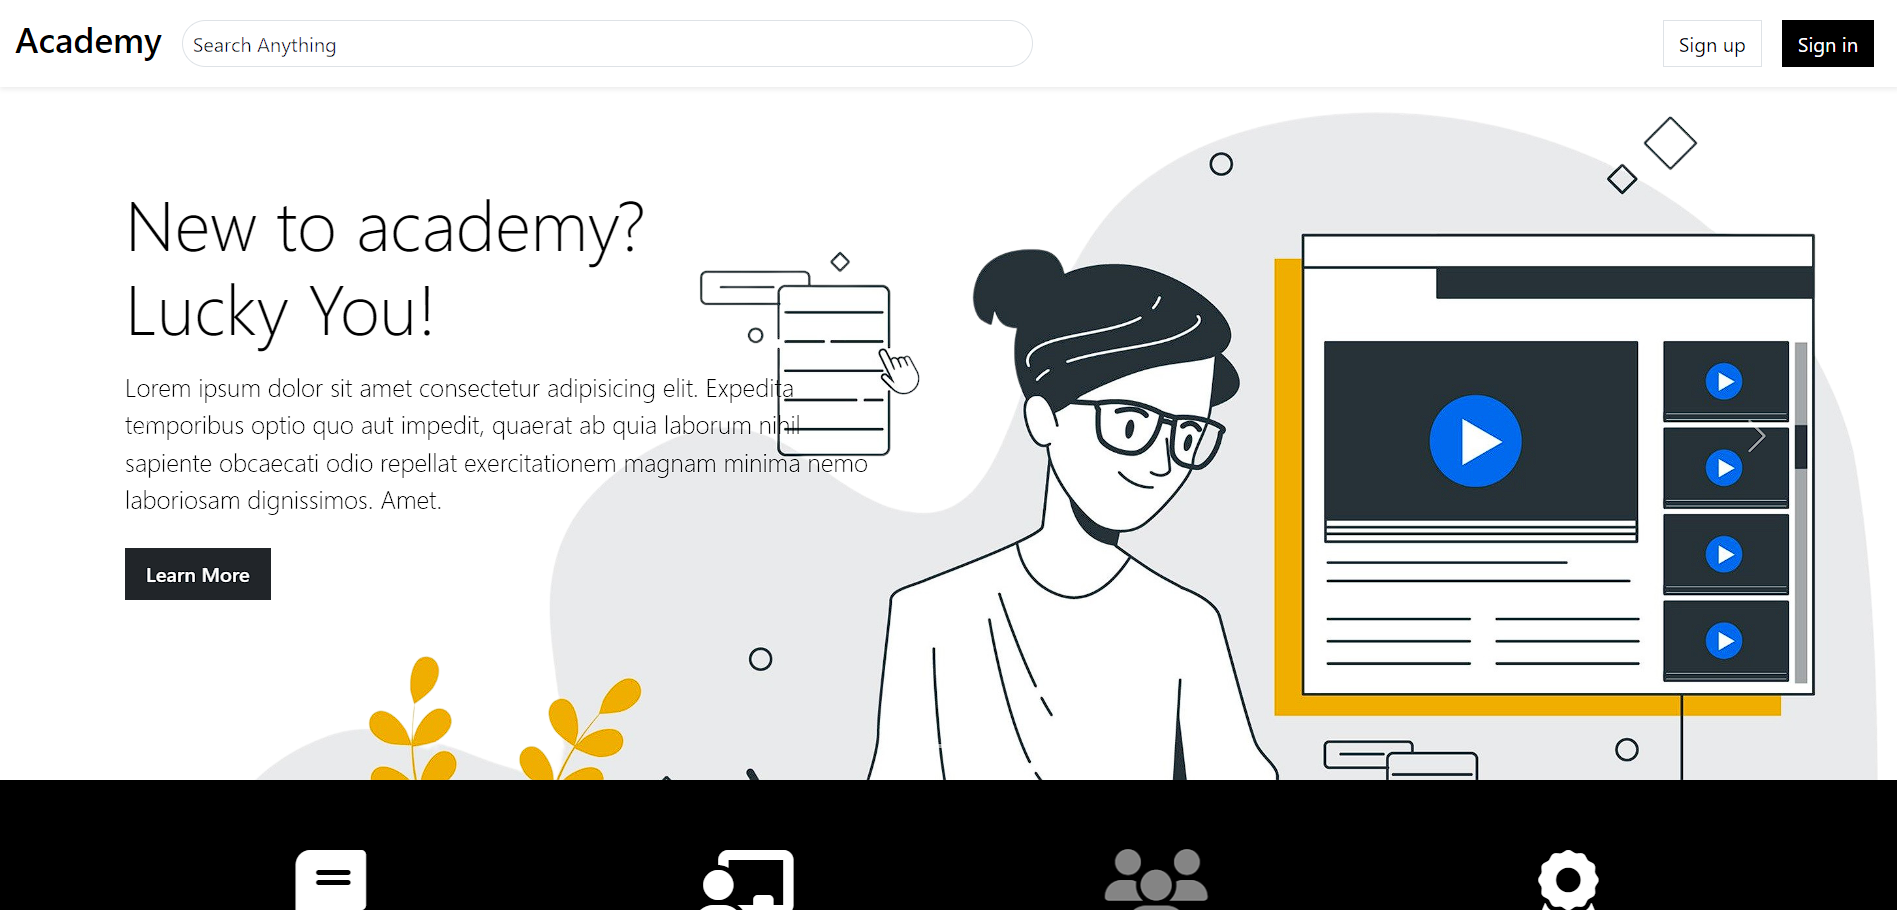 Academy
Search Anything
Sign up
Sign in
New to academy?
Lucky You!
Lorem ipsum dolor sit amet consectetur adipisicing elit. Expedita
temporibus optio quo aut impedit, quaerat ab quia laborum nihil
sapiente obcaecati odio repellat exercitationem magnam minima nemo
laboriosam dignissimos. Amet.
Learn More